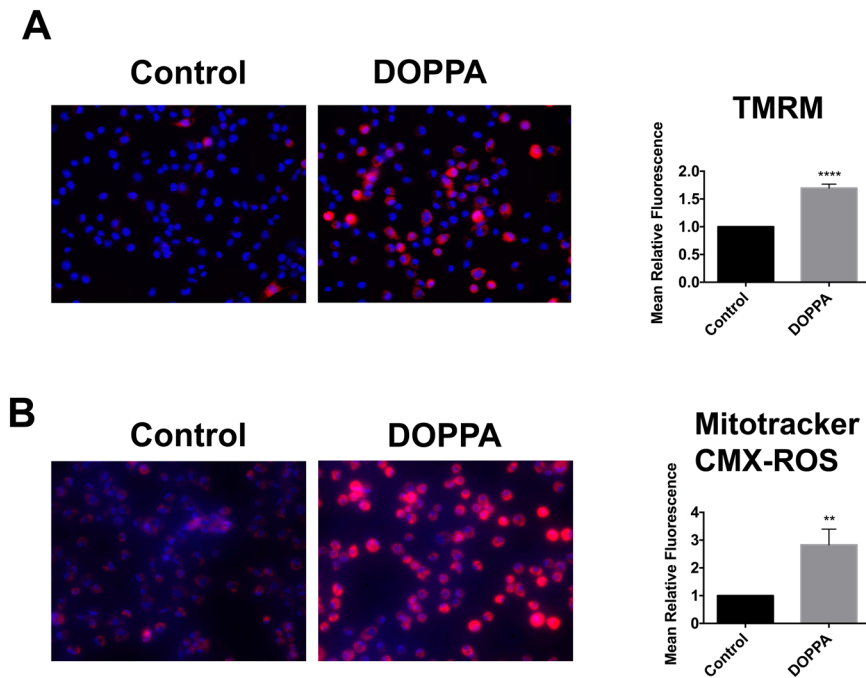 A
Control
DOPPA
TMRM
Mean Relative Fluorescence
2.0
1.5
1.0
0.5
0.0
****
Control
DOPPA
B
Control
DOPPA
Mitotracker
CMX-ROS
Mean Relative Fluorescence
4
3
2
1
0
**
Control
DOPPA